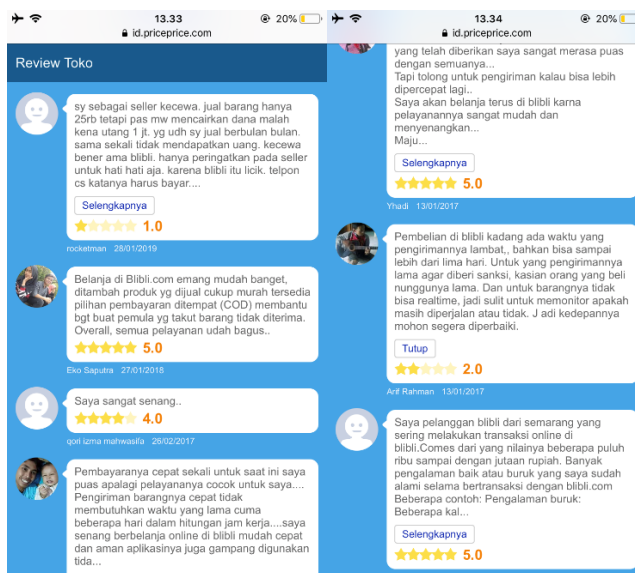 13.33
20%
id.priceprice.com
Review Toko
sy sebagai seller kecewa. jual barang hanya
25rb tetapi pas mw mencairkan dana malah
kena utang 1 jt. yg udh sy jual berbulan bulan.
sama sekali tidak mendapatkan uang. kecewa
bener ama blibli. hanya peringatkan pada seller
untuk hati hati aja. karena blibli itu licik. telpon
cs katanya harus bayar....
Selengkapnya
1.0
rocketman 28/01/2019
Belanja di Blibli.com emang mudah banget,
ditambah produk yg dijual cukup murah tersedia
pilihan pembayaran ditempat (COD) membantu
bgt buat pemula yg takut barang tidak diterima.
Overall, semua pelayanan udah bagus..
5.0
Eko Saputra 27/01/2018
Saya sangat senang..
4.0
qori izma mahwasifa 26/02/2017
Pembayaranya cepat sekali untuk saat ini saya
puas apalagi pelayananya cocok untuk saya....
Pengiriman barangnya cepat tidak
membutuhkan waktu yang lama cuma
beberapa hari dalam hitungan jam kerja....saya
senang berbelanja online di blibli mudah cepat
dan aman aplikasinya juga gampang digunakan
tida...
13.34
20%
id.priceprice.com
yang telah diberikan saya sangat merasa puas
dengan semuanya...
Tapi tolong untuk pengiriman kalau bisa lebih
dipercepat lagi..
Saya akan belanja terus di blibli karna
pelayanannya sangat mudah dan
menyenangkan...
Maju...
Selengkapnya
5.0
Yhadi 13/01/2017
Pembelian di blibli kadang ada waktu yang
pengirimannya lambat,, bahkan bisa sampai
lebih dari lima hari. Untuk yang pengirimannya
lama agar diberi sanksi, kasian orang yang beli
nunggunya lama. Dan untuk barangnya tidak
bisa realtime, jadi sulit untuk memonitor apakah
masih diperjalan atau tidak. J adi kedepannya
mohon segera diperbaiki.
Tutup
2.0
Arif Rahman 13/01/2017
Saya pelanggan blibli dari semarang yang
sering melakukan transaksi online di
blibli.Comes dari yang nilainya beberapa puluh
ribu sampai dengan jutaan rupiah. Banyak
pengalaman baik atau buruk yang saya sudah
alami selama bertransaksi dengan blibli.com
Beberapa contoh: Pengalaman buruk:
Beberapa kal...
Selengkapnya
5.0